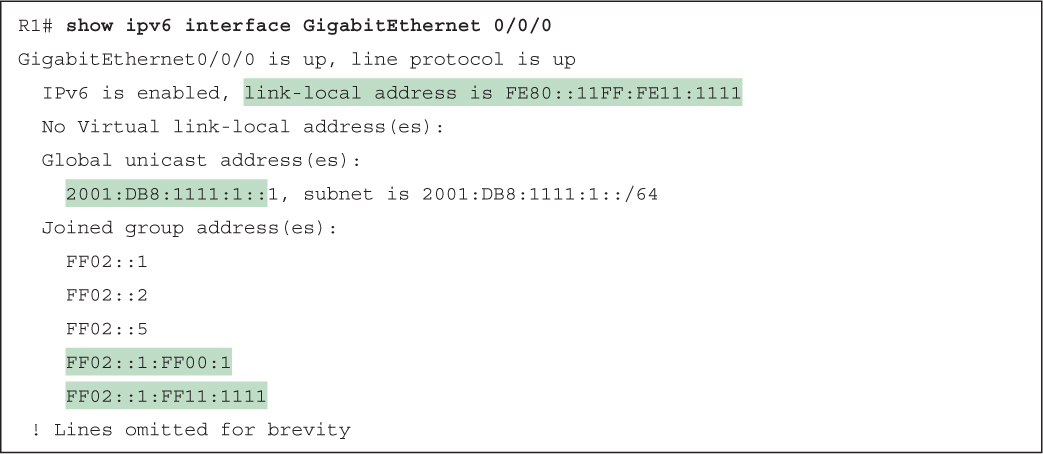 R1# show ipv6 interface GigabitEthernet 0/0/0
GigabitEthernet0/0/0 is up, line protocol is up
IPv6 is enabled, link-local address is FE80::11FF:FE11:1111
No Virtual link-local address(es):
Global unicast address(es):
2001:DB8:1111:1::1, subnet is 2001:DB8:1111:1::/64
Joined group address(es):
FF02::1
FF02::2
FF02::5
FF02::1:FF00:1
FF02::1:FF11:1111
! Lines omitted for brevity